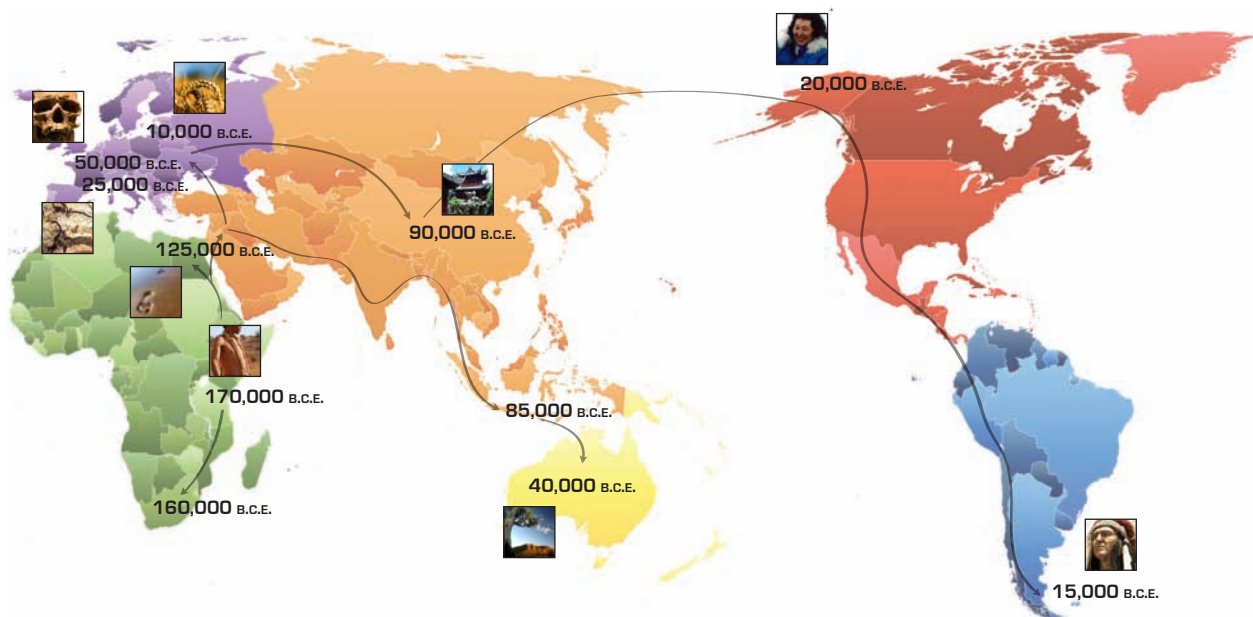 20,000 B.C.E.
10,000 B.C.E.
50,000 B.C.E.
25,000 B.C.E.
90,000 B.C.E.
125,000 B.C.E.
170,000 B.C.E.
85,000 B.C.E.
40,000 B.C.E.
160,000 B.C.E.
15,000 B.C.E.